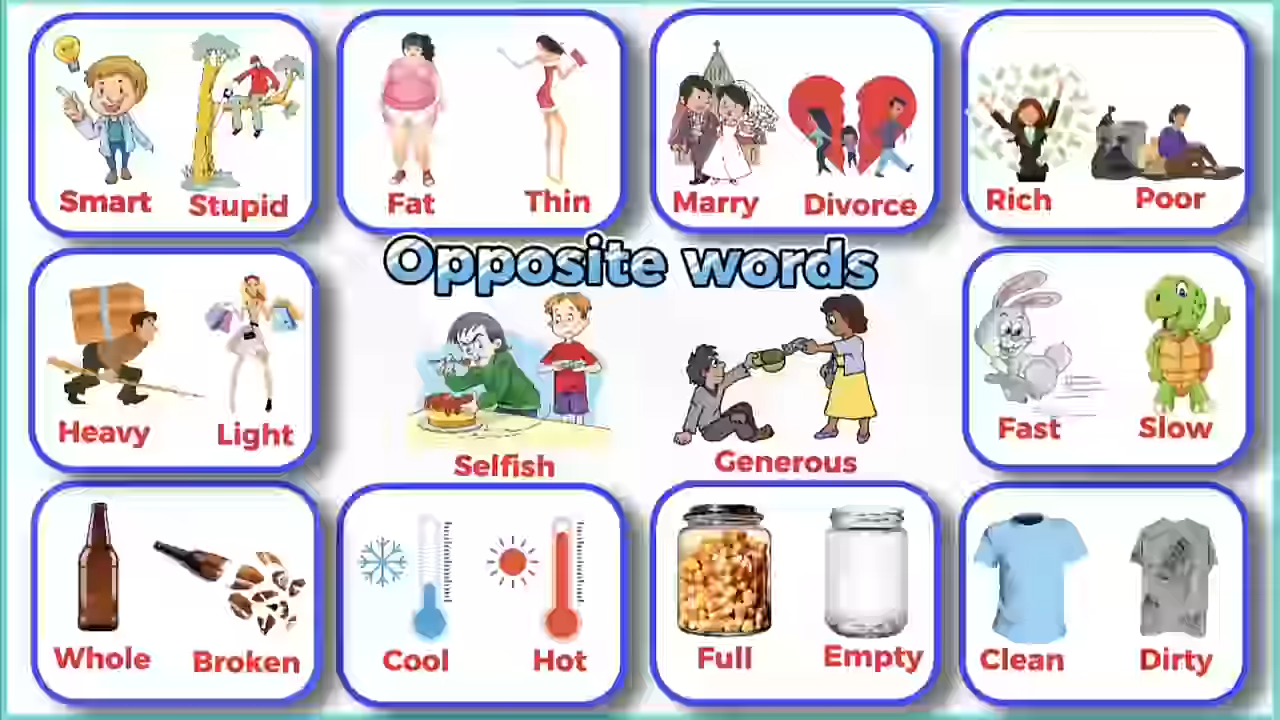 Smart Stupid
Fat Thin
Marry Divorce
Rich Poor
Opposite words
Heavy Light
Selfish Generous
Fast Slow
Whole Broken
Cool Hot
Full Empty
Clean Dirty